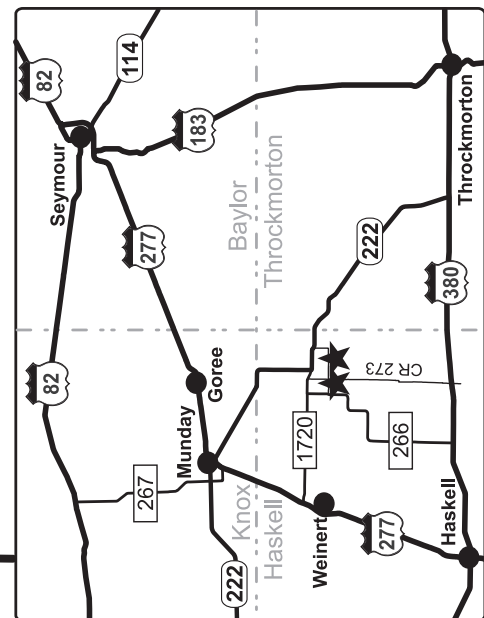 82
114
Seymour
183
277
82
Baylor
Throckmorton
222
Throckmorton
380
Goree
Munday
267
CR 273
1720
266
Knox
Haskell
Weinert
277
222
Haskell